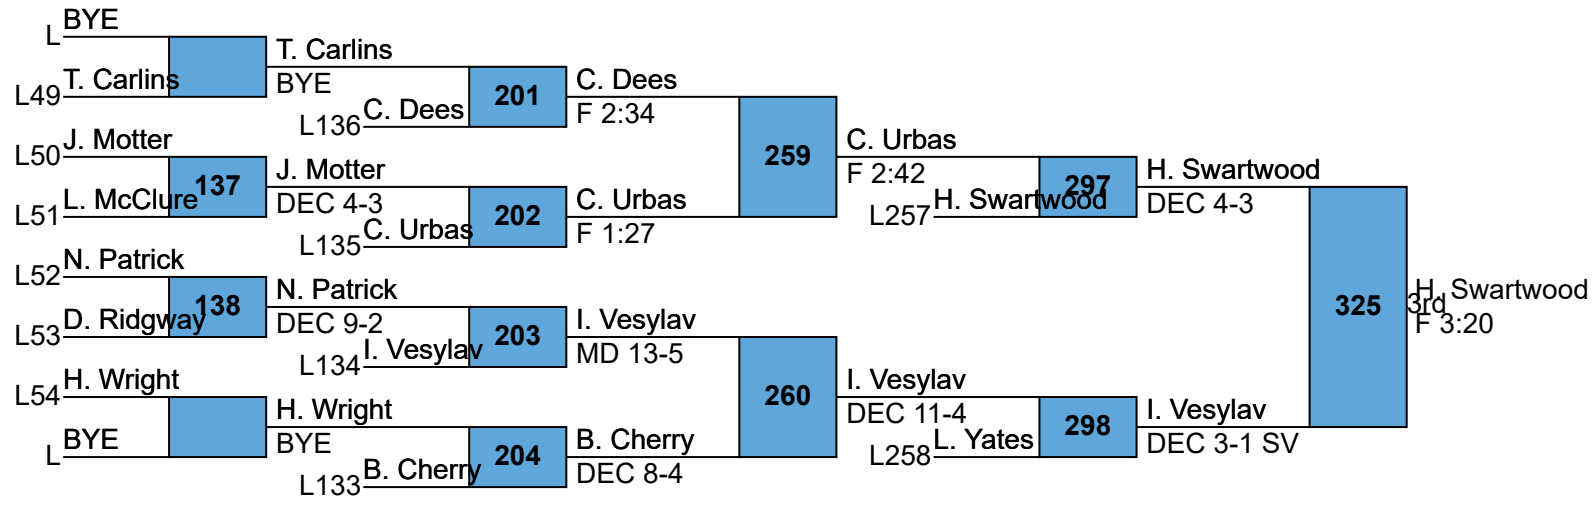 BYE
L
T. Carlins
L49
T. Carlins
BYE
C. Dees
L136
201
C. Dees
F 2:34
J. Motter
L50
L. McClure
L51
137
J. Motter
DEC 4-3
C. Urbas
L135
202
C. Urbas
F 1:27
259
C. Urbas
F 2:42
H. Swartwood
L257
297
H. Swartwood
DEC 4-3
N. Patrick
L52
D. Ridgway
L53
138
N. Patrick
DEC 9-2
I. Vesylav
L134
203
I. Vesylav
MD 13-5
H. Wright
L54
BYE
L
H. Wright
BYE
B. Cherry
L133
204
B. Cherry
DEC 8-4
260
I. Vesylav
DEC 11-4
L. Yates
L258
298
I. Vesylav
DEC 3-1 SV
325
H. Swartwood
3rd
F 3:20